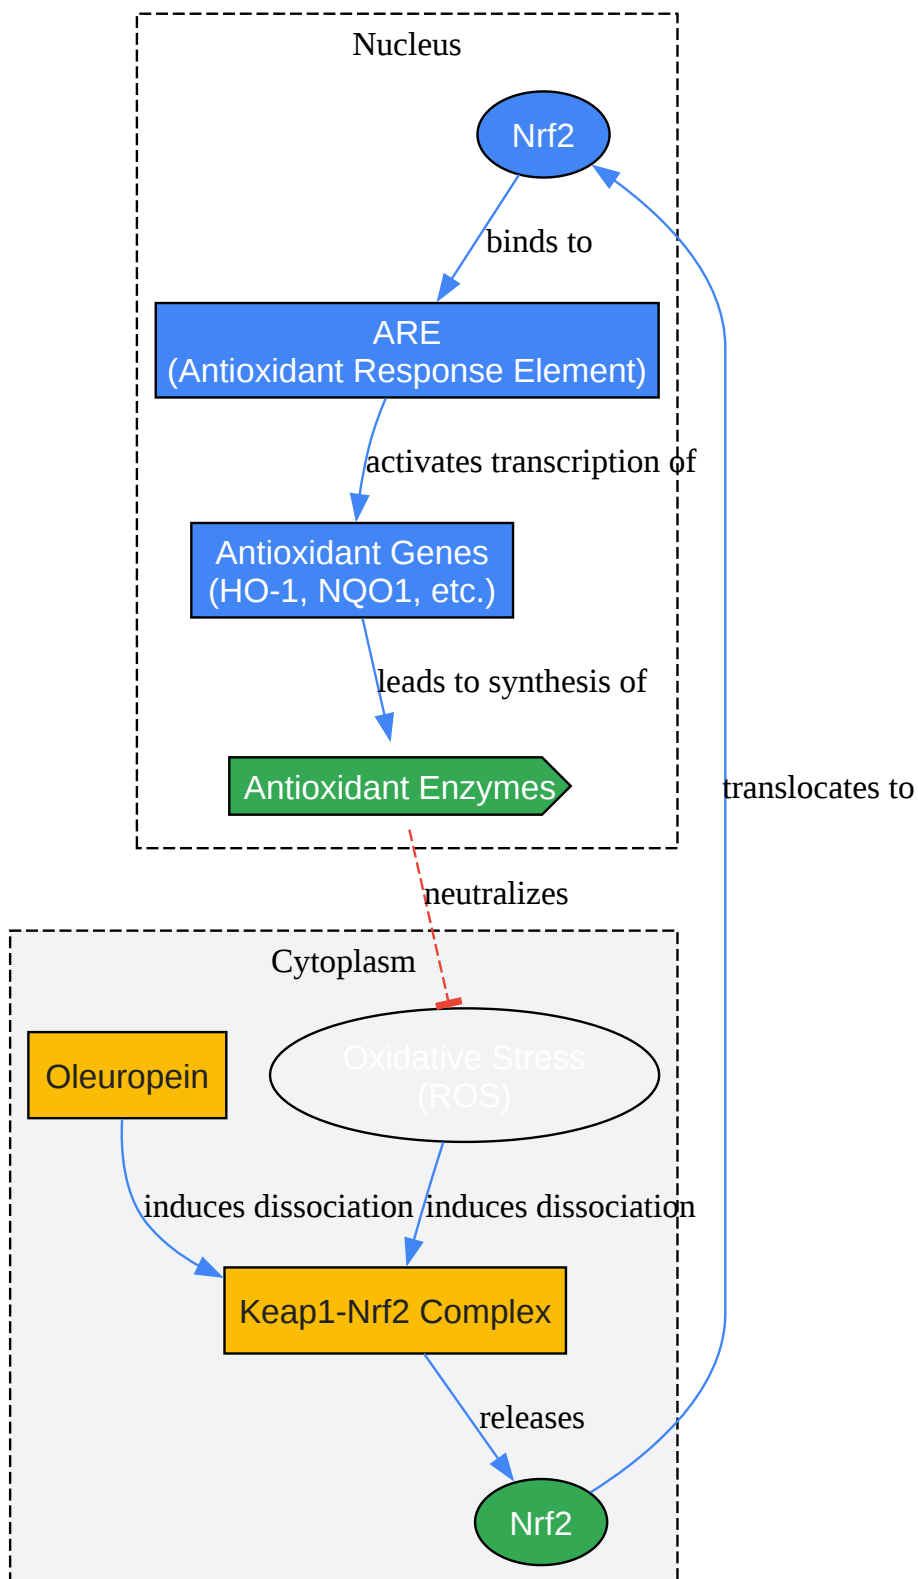 Nucleus
Nrf2
binds to
ARE
(Antioxidant Response Element)
activates transcription of
Antioxidant Genes
(HO-1, NQO1, etc.)
leads to synthesis of
Antioxidant Enzymes
translocates to
neutralizes
Cytoplasm
Oxidative Stress
(ROS)
Oleuropein
induces dissociation
induces dissociation
Keap1-Nrf2 Complex
releases
Nrf2